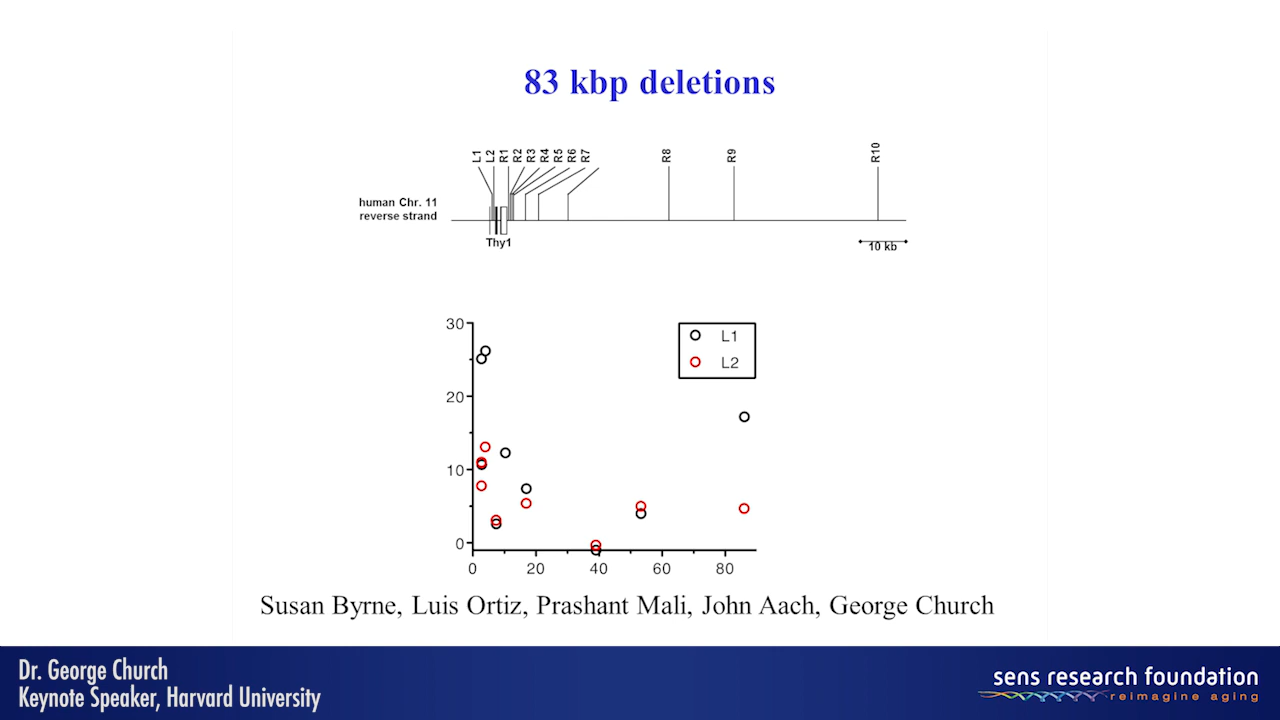 83 kbp deletions
L1 L2 R1 R2 R3 R4 R5 R6 R7 R8 R9 R10
human Chr. 11
reverse strand
Thy1
10 kb
30
20
10
0
L1
L2
0 20 40 60 80
Susan Byrne, Luis Ortiz, Prashant Mali, John Aach, George Church
Dr. George Church
Keynote Speaker, Harvard University
sens research foundation
reimagine aging